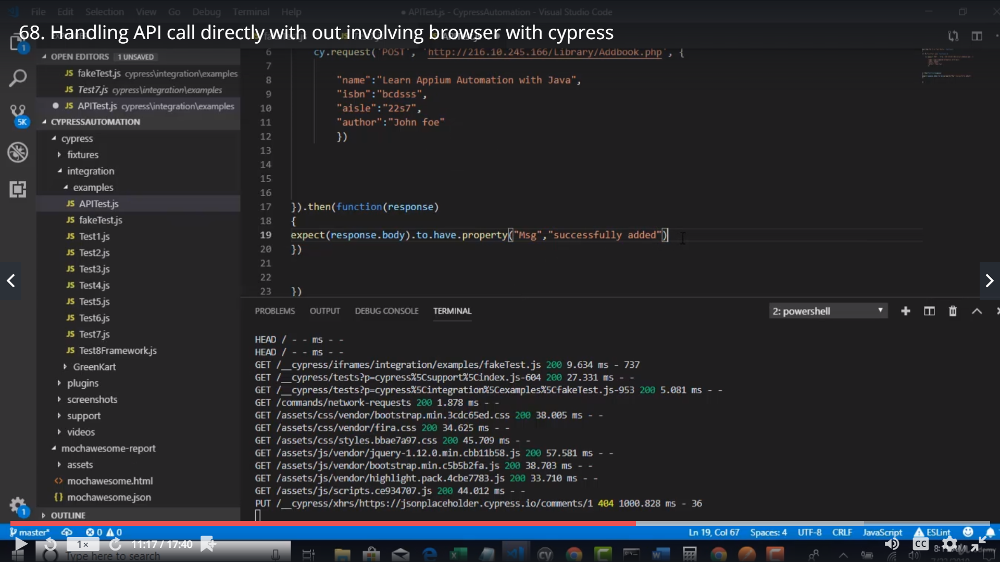 File Edit Selection View Go Debug Terminal Help
● APITest.js - CypressAutomation - Visual Studio Code
68. Handling API call directly with out involving browser with cypress
1
OPEN EDITORS 1 UNSAVED
JS fakeTest.js cypress\integration\examples
JS Test7.js cypress\integration\examples
● JS APITest.js cypress\integration\examples
5K
CYPRESSAUTOMATION
cypress
fixtures
integration
examples
JS APITest.js
JS fakeTest.js
JS Test1.js
JS Test2.js
JS Test3.js
JS Test4.js
JS Test5.js
JS Test6.js
JS Test7.js
JS Test8Framework.js
GreenKart
plugins
screenshots
support
videos
mochawesome-report
assets
<> mochawesome.html
{} mochawesome.json
1
OUTLINE
6 cy.request('POST', 'http://216.10.245.166/Library/Addbook.php', {
7
8 "name":"Learn Appium Automation with Java",
9 "isbn":"bcdsss",
10 "aisle":"22s7",
11 "author":"John foe"
12 })
13
14
15
16
17 }).then(function(response)
18 {
19 expect(response.body).to.have.property("Msg","successfully added")
20 })
21
22
23 })
PROBLEMS OUTPUT DEBUG CONSOLE TERMINAL
2: powershell
HEAD / - - ms - -
HEAD / - - ms - -
GET /__cypress/iframes/integration/examples/fakeTest.js 200 9.634 ms - 737
GET /__cypress/tests?p=cypress%5Csupport%5Cindex.js-604 200 27.331 ms - -
GET /__cypress/tests?p=cypress%5Cintegration%5Cexamples%5CfakeTest.js-953 200 5.081 ms - -
GET /commands/network-requests 200 1.878 ms - -
GET /assets/css/vendor/bootstrap.min.3cdc65ed.css 200 38.005 ms - -
GET /assets/css/vendor/fira.css 200 34.625 ms - -
GET /assets/css/styles.bbae7a97.css 200 45.709 ms - -
GET /assets/js/vendor/jquery-1.12.0.min.cbb11b58.js 200 57.581 ms - -
GET /assets/js/vendor/bootstrap.min.c5b5b2fa.js 200 38.703 ms - -
GET /assets/js/vendor/highlight.pack.4cbe7783.js 200 33.710 ms - -
GET /assets/js/scripts.ce934707.js 200 44.012 ms - -
PUT /__cypress/xhrs/https://jsonplaceholder.cypress.io/comments/1 404 1000.828 ms - 36
master* 0 0
Ln 19, Col 67 Spaces: 4 UTF-8 CRLF JavaScript ESLint
1× 11:17 / 17:40
CC
Type here to search